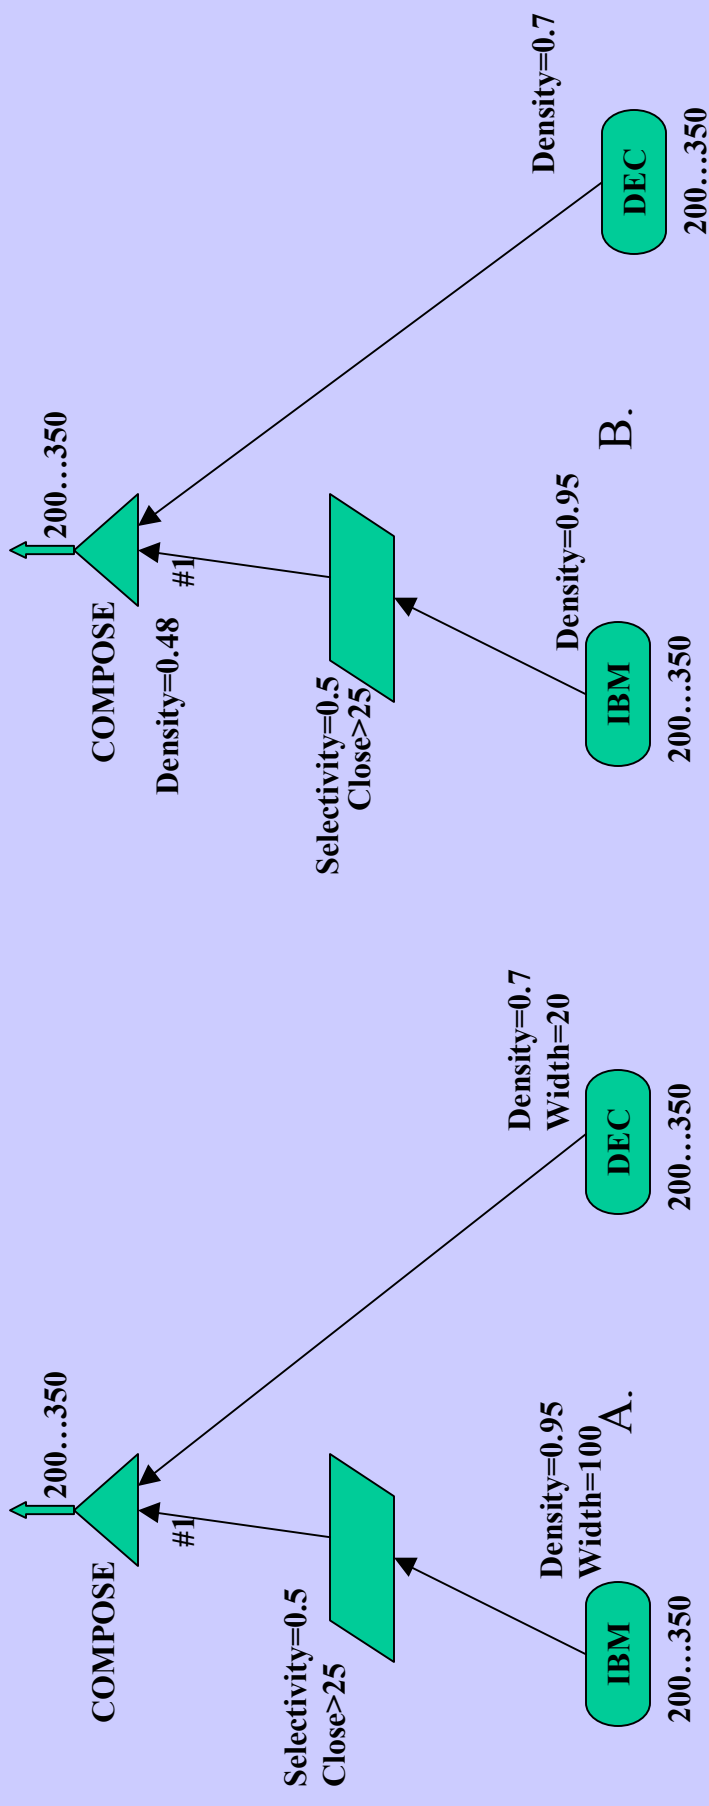 200…350
COMPOSE
#1
Selectivity=0.5
Close>25
Density=0.95
Width=100
IBM
200…350
Density=0.7
Width=20
DEC
200…350
A.
200…350
COMPOSE
Density=0.48
#1
Selectivity=0.5
Close>25
Density=0.95
IBM
200…350
Density=0.7
DEC
200…350
B.